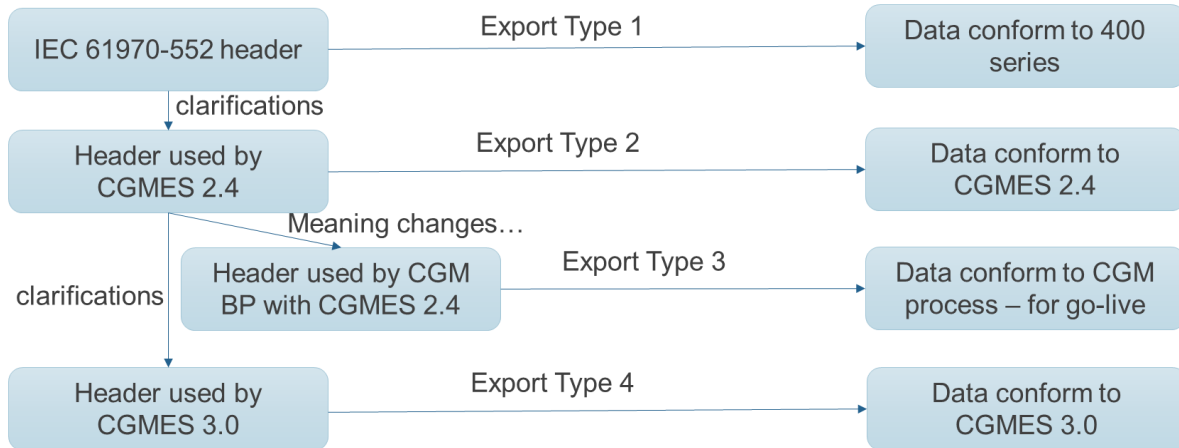 Export Type 1
IEC 61970-552 header
Data conform to 400
series
clarifications
Header used by
CGMES 2.4
Export Type 2
Data conform to
CGMES 2.4
Meaning changes…
clarifications
Header used by CGM
BP with CGMES 2.4
Export Type 3
Data conform to CGM
process – for go-live
Header used by
CGMES 3.0
Export Type 4
Data conform to
CGMES 3.0